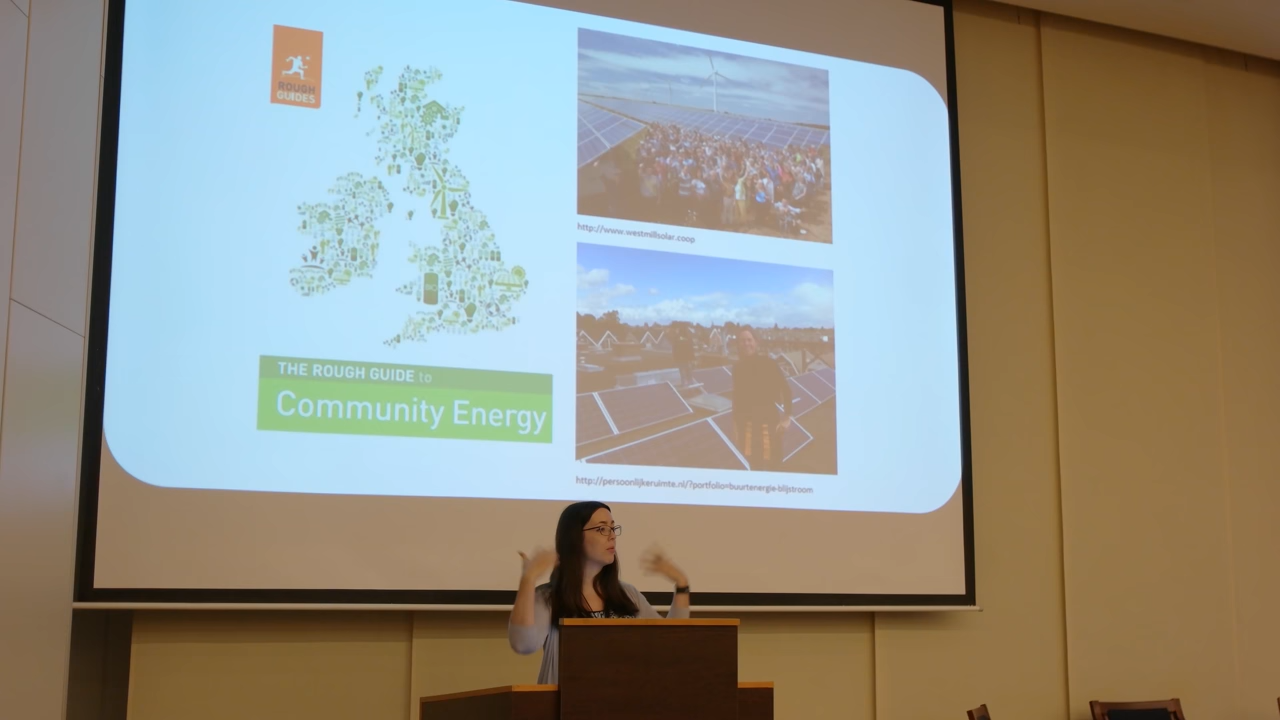 ROUGH
GUIDES
THE ROUGH GUIDE to
Community Energy
http://www.westmillsolar.coop
http://persoonlijkeruimte.nl/?portfolio=buurtenergie-blijstroom